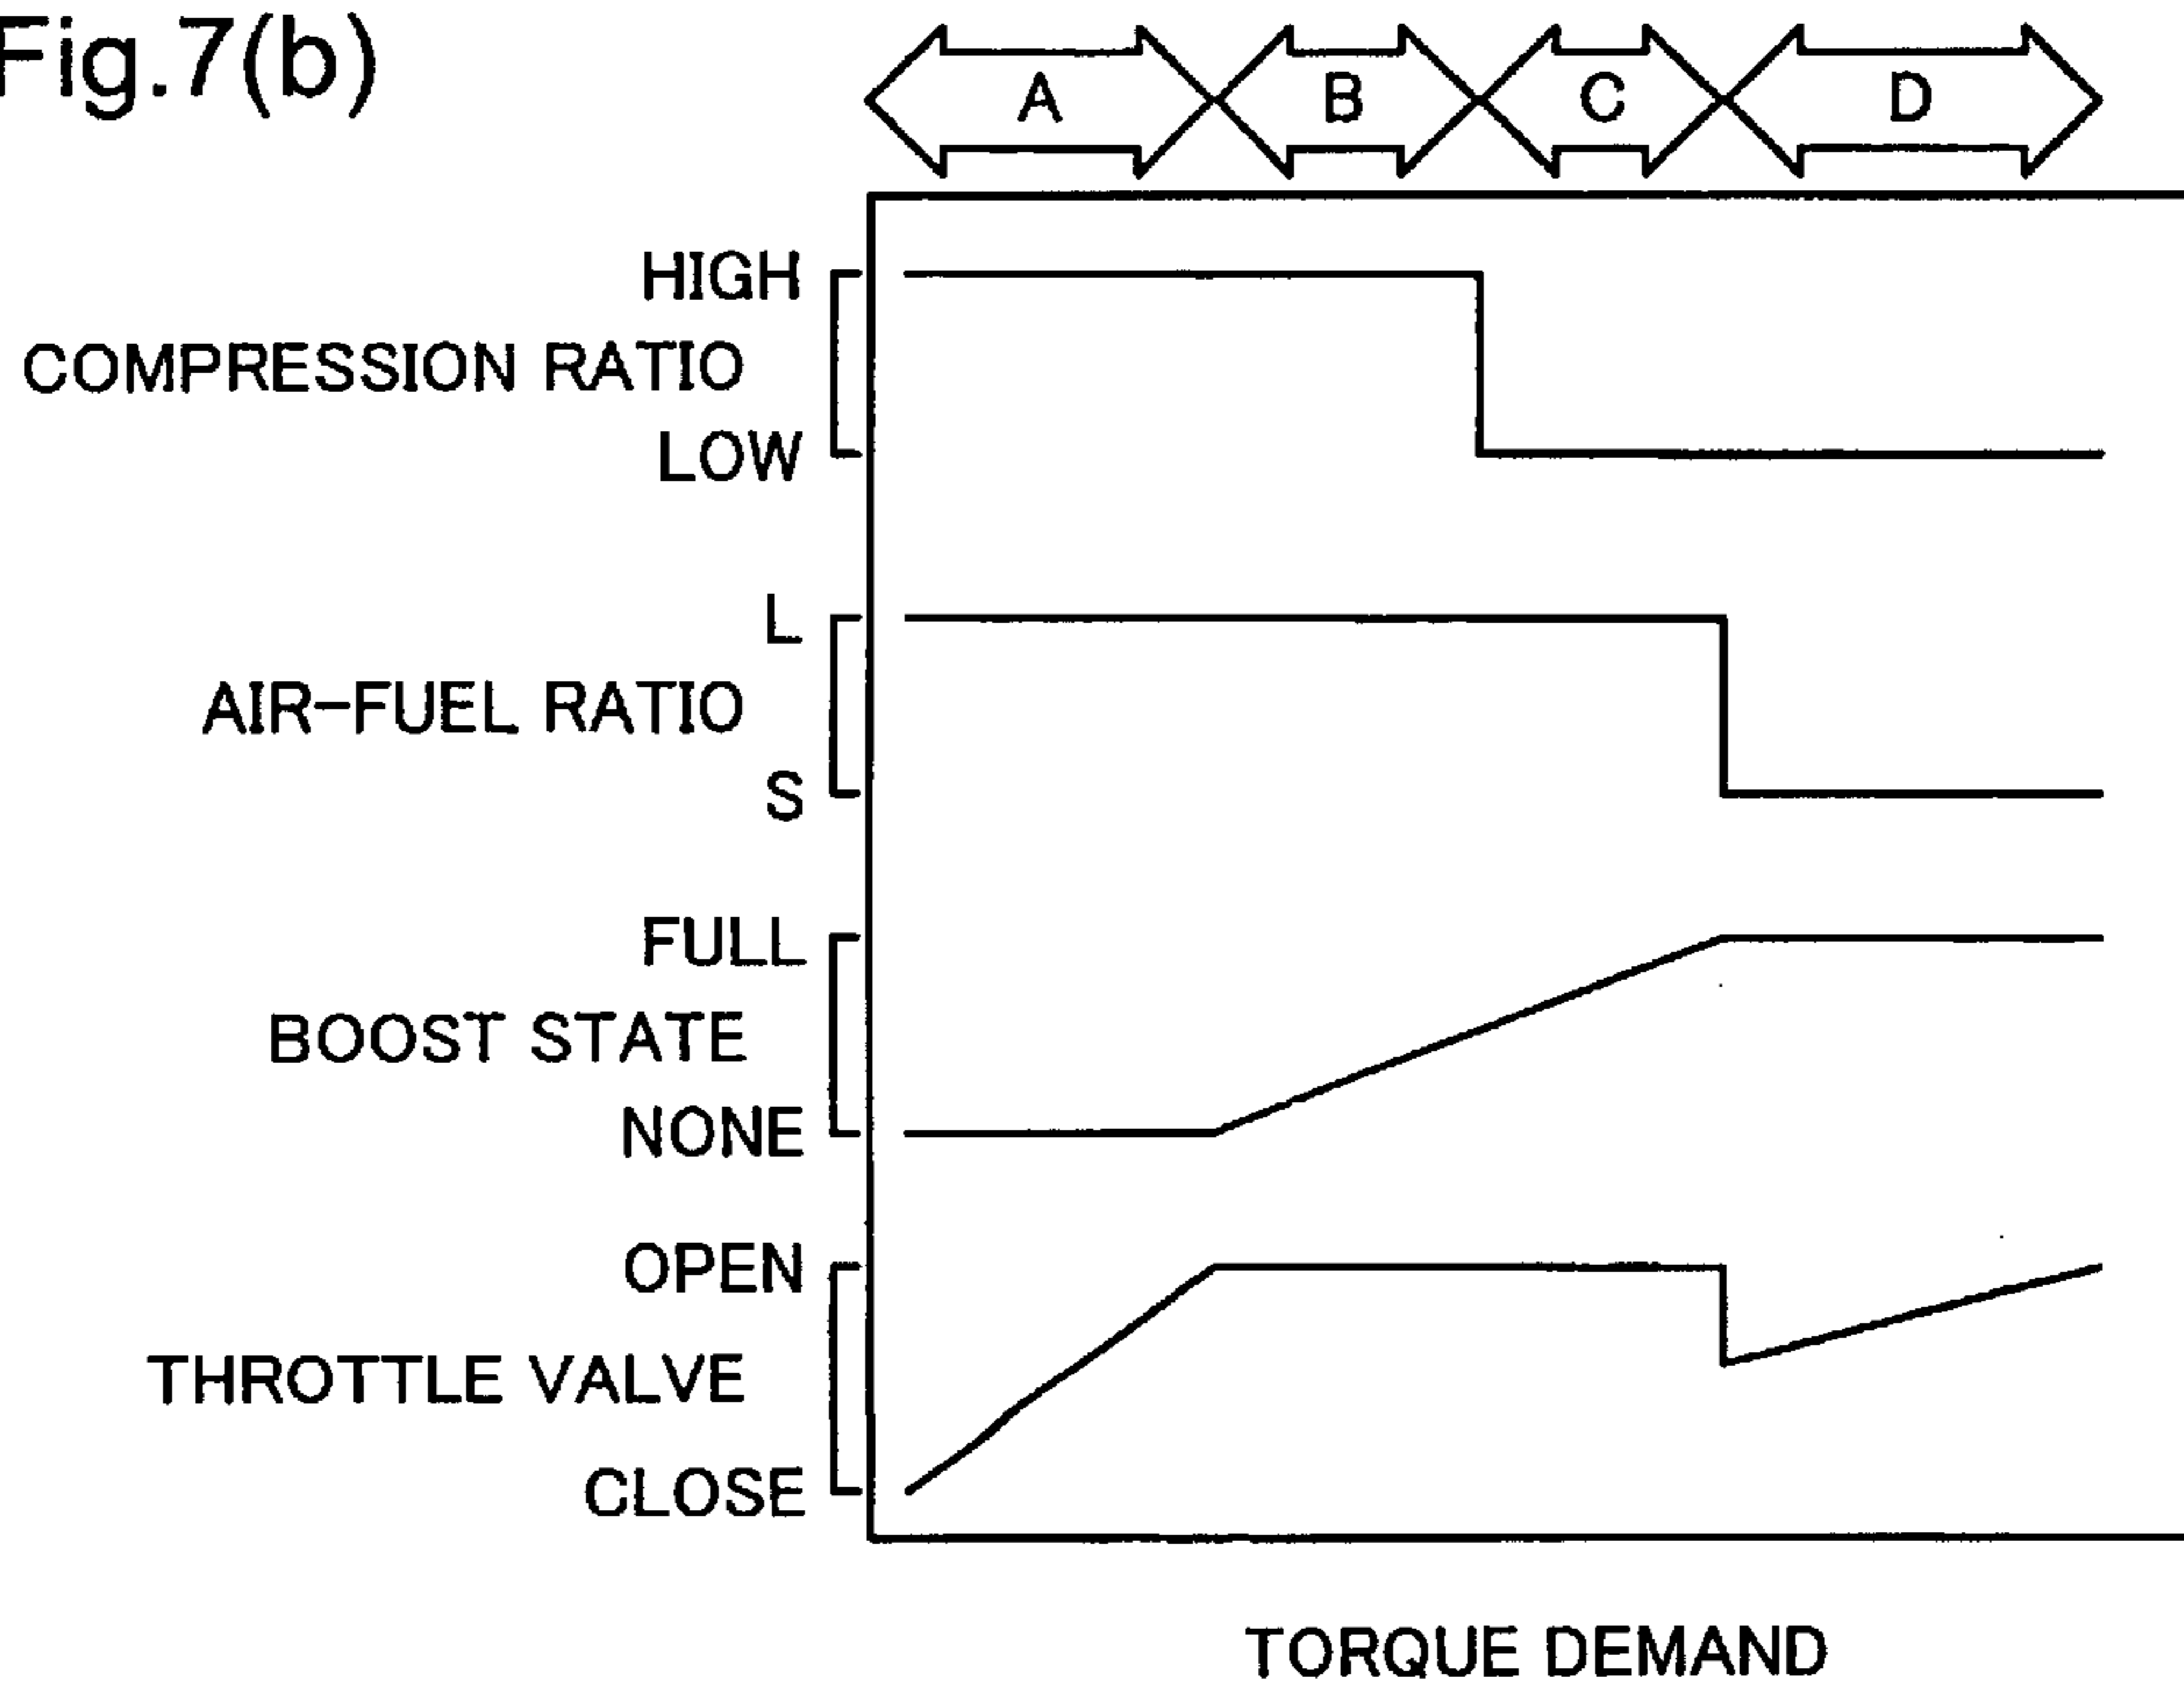 Fig.7(b)
A B C D
HIGH
COMPRESSION RATIO
LOW
L
AIR-FUEL RATIO
S
FULL
BOOST STATE
NONE
OPEN
THROTTLE VALVE
CLOSE
TORQUE DEMAND